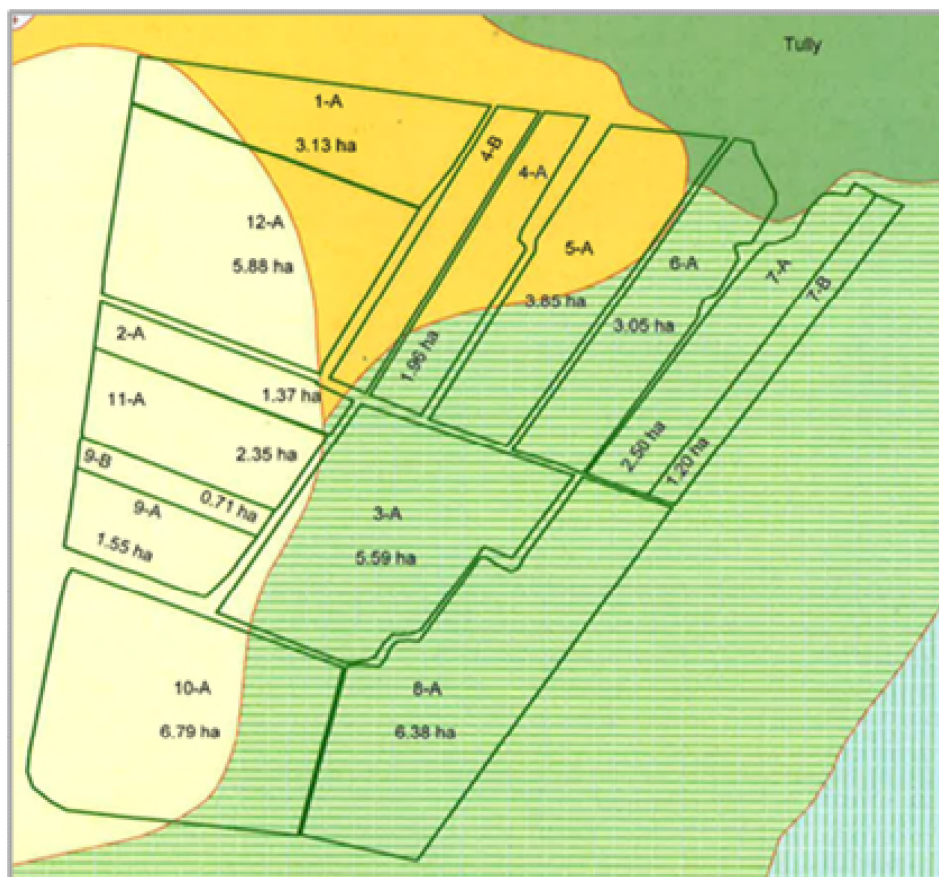 Tully
1-A
3.13 ha
4-B
4-A
12-A
5.88 ha
5-A
3.85 ha
6-A
3.05 ha
7-A
7-B
2-A
1.37 ha
1.96 ha
11-A
2.35 ha
2.50 ha
1.20 ha
9-B
0.71 ha
9-A
1.55 ha
3-A
5.59 ha
10-A
6.79 ha
8-A
6.38 ha